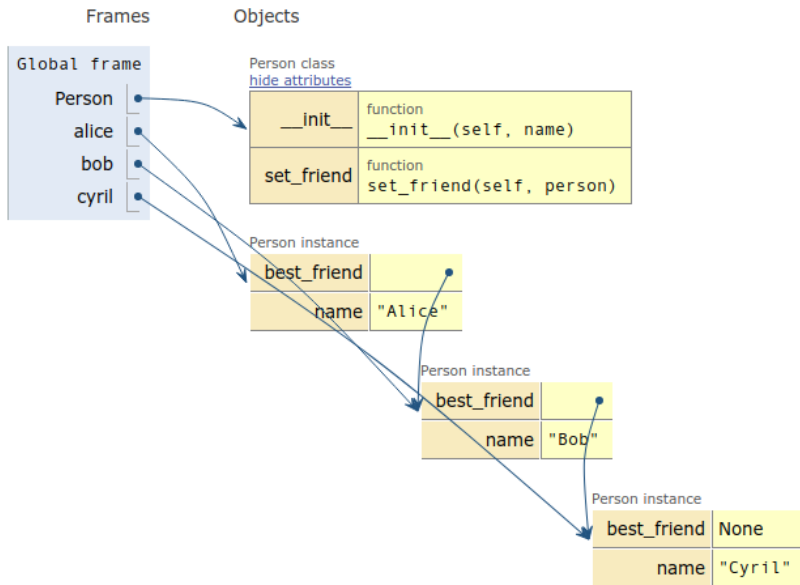 Frames Objects
Global frame
Person
alice
bob
cyril
Person class
hide attributes
__init__ function
__init__(self, name)
set_friend function
set_friend(self, person)
Person instance
best_friend
name "Alice"
Person instance
best_friend
name "Bob"
Person instance
best_friend None
name "Cyril"